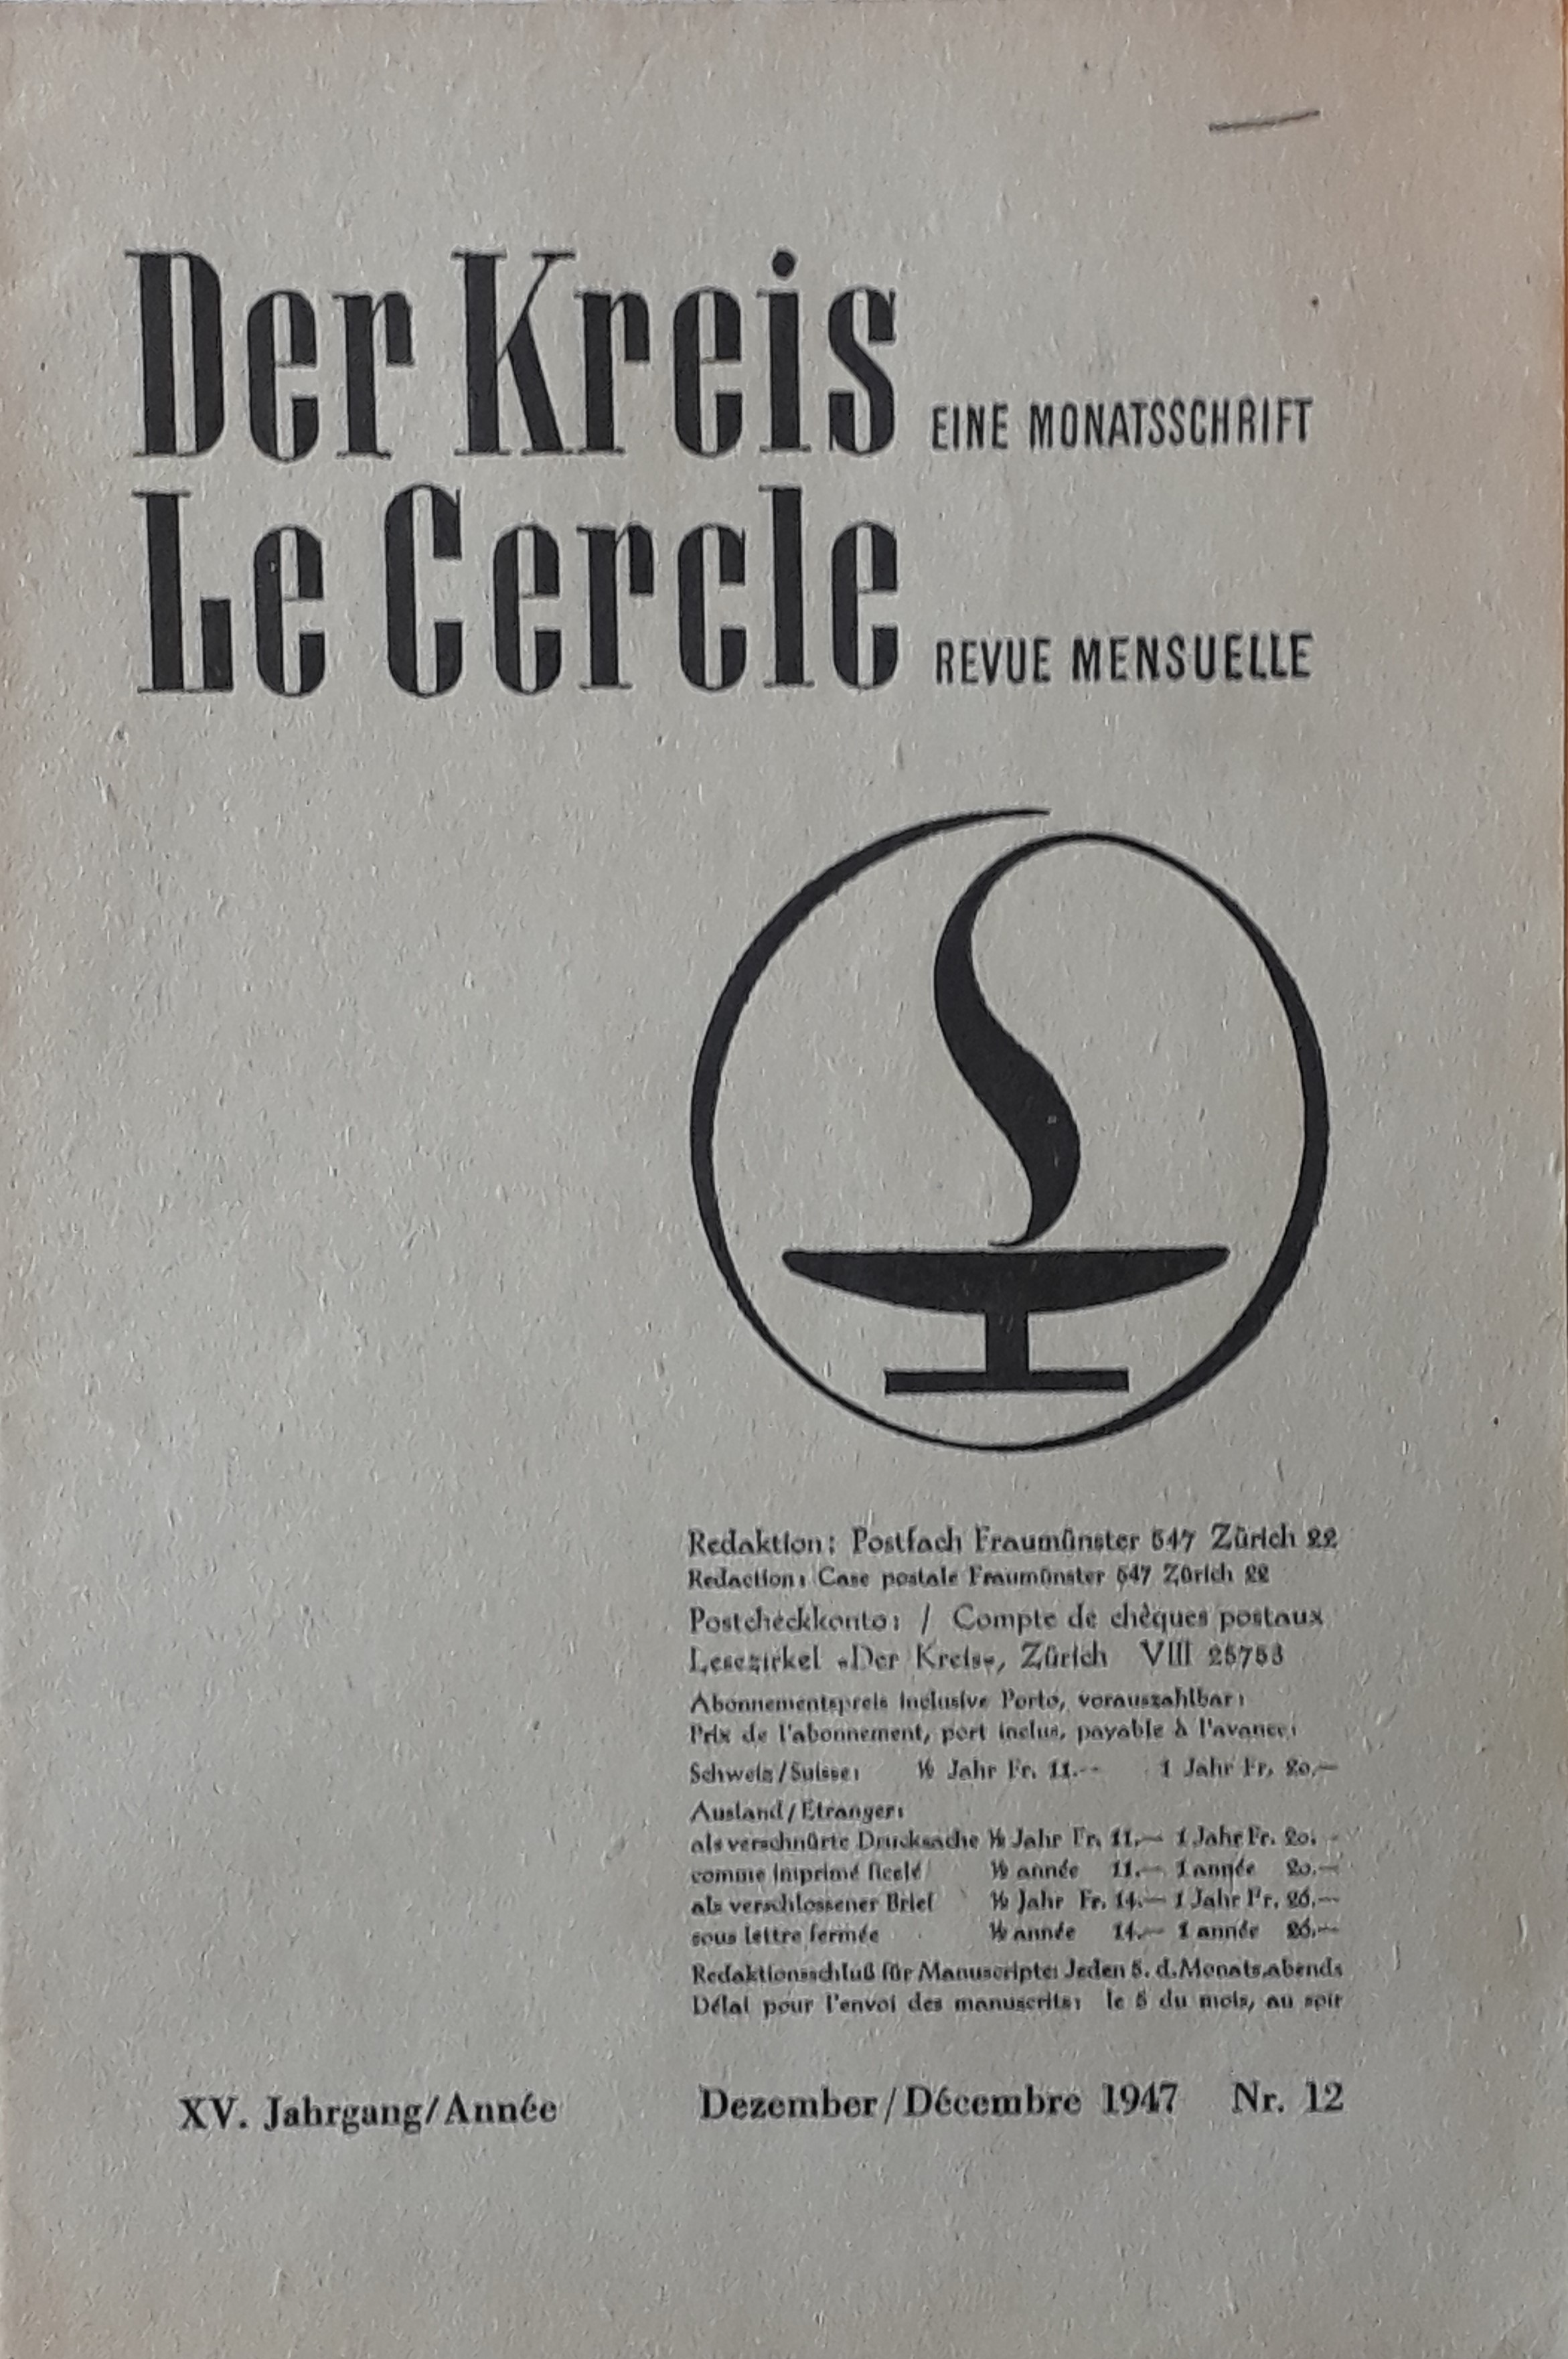 Der Kreis EINE MONATSSCHRIFT
Le Cercle REVUE MENSUELLE
Redaktion: Postfach Fraumünster 547 Zürich 22
Redaction: Case postale Fraumünster 547 Zürich 22
Postcheckkonto: / Compte de chèques postaux
Lesezirkel «Der Kreis», Zürich VIII 25753
Abonnementspreis inclusive Porto, vorauszahlbar:
Prix de l'abonnement, port inclus, payable à l'avance:
Schweiz/Suisse: ½ Jahr Fr. 11.— 1 Jahr Fr. 20.—
Ausland/Etranger:
als verschnürte Drucksache ½ Jahr Fr. 11.— 1 Jahr Fr. 20.—
comme imprimé ficelé ½ année 11.— 1 année 20.—
als verschlossener Brief ½ Jahr Fr. 14.— 1 Jahr Fr. 26.—
sous lettre fermée ½ année 14.— 1 année 26.—
Redaktionsschluß für Manuscripte: Jeden 5. d. Monats, abends
Délai pour l'envoi des manuscrits: le 5 du mois, au soir
XV. Jahrgang/Année Dezember/Décembre 1947 Nr. 12